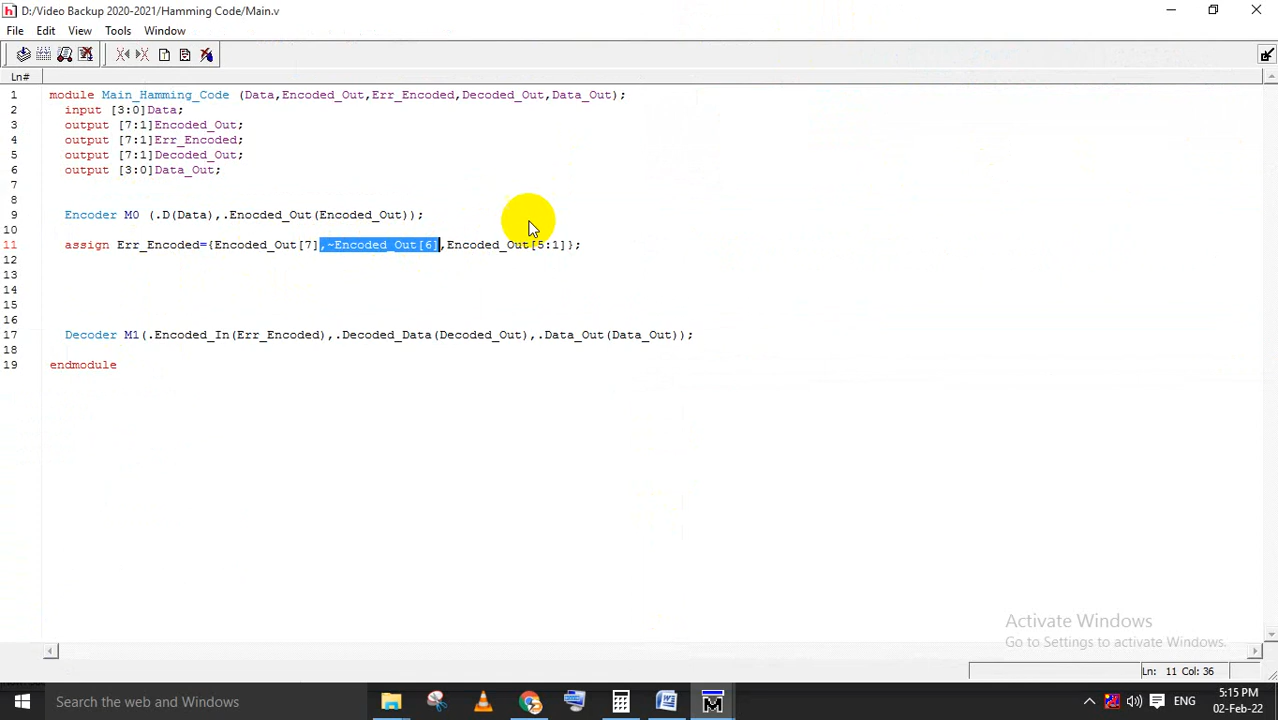 D:/Video Backup 2020-2021/Hamming Code/Main.v
File Edit View Tools Window
Ln#
1 module Main_Hamming_Code (Data,Encoded_Out,Err_Encoded,Decoded_Out,Data_Out);
2 input [3:0]Data;
3 output [7:1]Encoded_Out;
4 output [7:1]Err_Encoded;
5 output [7:1]Decoded_Out;
6 output [3:0]Data_Out;
7
8
9 Encoder M0 (.D(Data),.Enocded_Out(Encoded_Out));
10
11 assign Err_Encoded={Encoded_Out[7],~Encoded_Out[6],Encoded_Out[5:1]};
12
13
14
15
16
17 Decoder M1(.Encoded_In(Err_Encoded),.Decoded_Data(Decoded_Out),.Data_Out(Data_Out));
18
19 endmodule
Activate Windows
Go to Settings to activate Windows.
Ln: 11 Col: 36
Search the web and Windows
ENG
5:15 PM
02-Feb-22